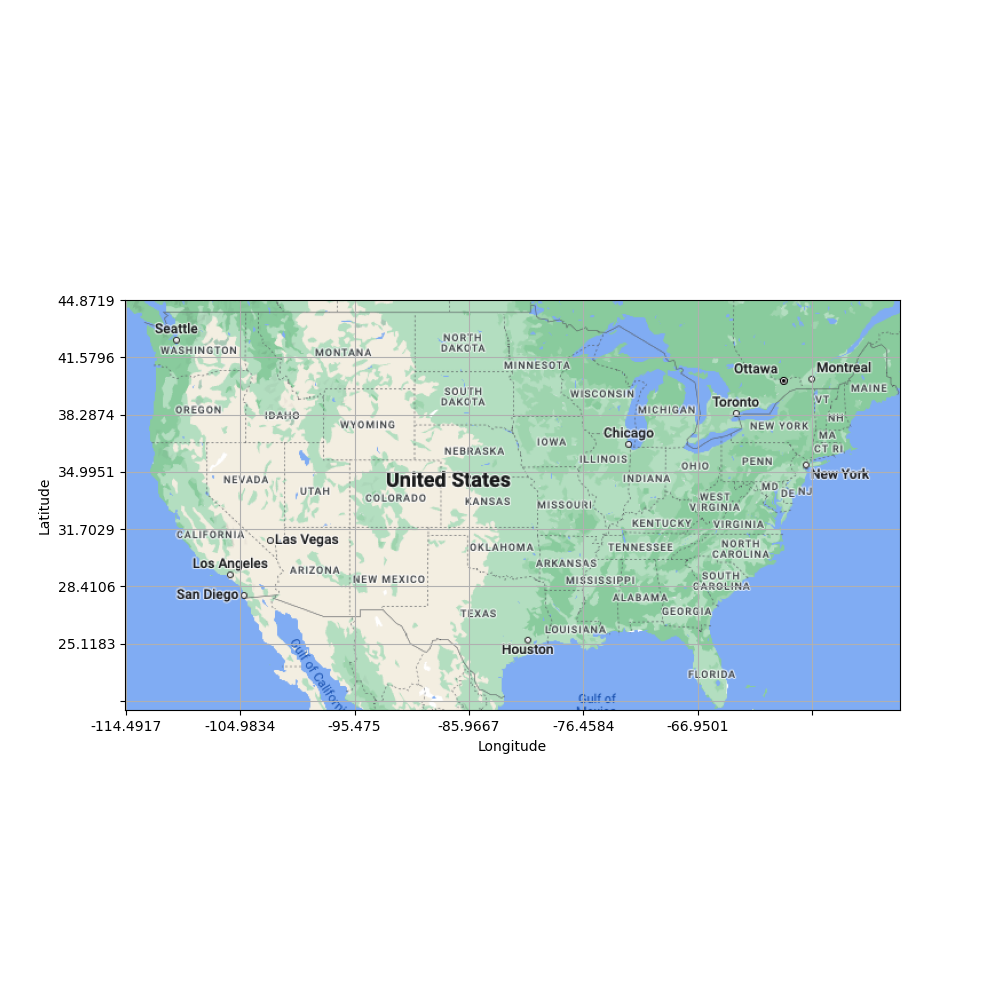 44.8719
Seattle
WASHINGTON
NORTH
DAKOTA
MONTANA
41.5796
MINNESOTA
Ottawa
Montreal
MAINE
SOUTH
DAKOTA
WISCONSIN
Toronto
VT
OREGON
IDAHO
MICHIGAN
38.2874
NH
WYOMING
NEW YORK
Chicago
MA
IOWA
NEBRASKA
CT RI
ILLINOIS
OHIO
PENN
34.9951
New York
United States
NEVADA
INDIANA
MD
DE
NJ
UTAH
COLORADO
KANSAS
MISSOURI
WEST
VIRGINIA
KENTUCKY
VIRGINIA
31.7029
CALIFORNIA
Las Vegas
OKLAHOMA
TENNESSEE
NORTH
CAROLINA
Los Angeles
ARIZONA
NEW MEXICO
ARKANSAS
MISSISSIPPI
SOUTH
CAROLINA
28.4106
San Diego
ALABAMA
TEXAS
GEORGIA
LOUISIANA
25.1183
Houston
Gulf of Californi
FLORIDA
Gulf of
-114.4917
-104.9834
-95.475
-85.9667
-76.4584
-66.9501
Longitude
Latitude